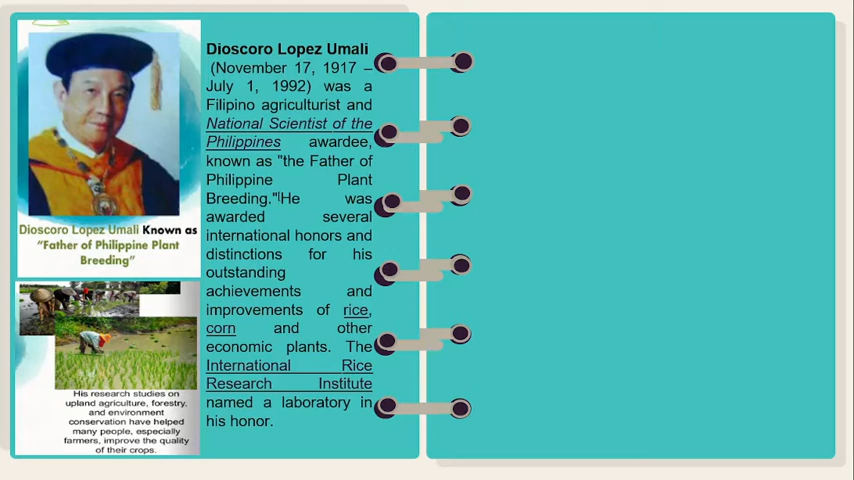 Dioscoro Lopez Umali Known as
"Father of Philippine Plant
Breeding"
His research studies on
upland agriculture, forestry,
and environment
conservation have helped
many people, especially
farmers, improve the quality
of their crops.
Dioscoro Lopez Umali
(November 17, 1917 –
July 1, 1992) was a
Filipino agriculturist and
National Scientist of the
Philippines awardee,
known as "the Father of
Philippine Plant
Breeding."He was
awarded several
international honors and
distinctions for his
outstanding
achievements and
improvements of rice,
corn and other
economic plants. The
International Rice
Research Institute
named a laboratory in
his honor.